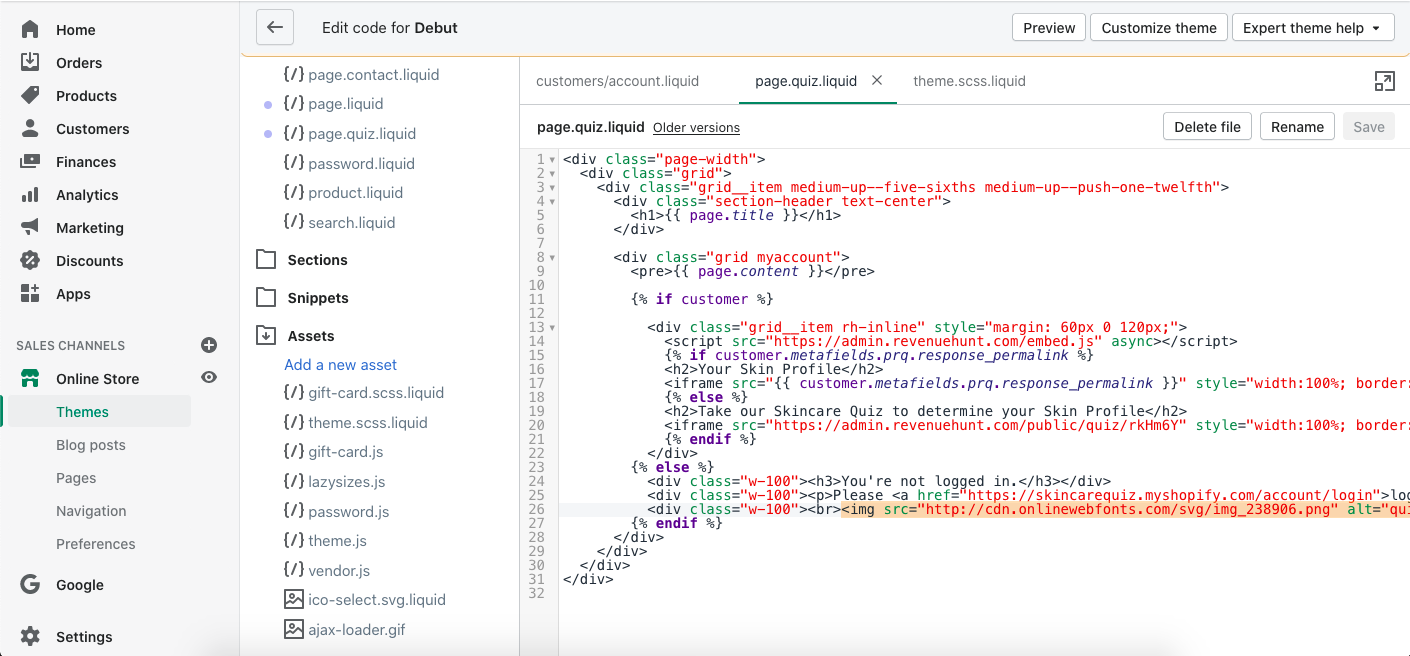 Home
Orders
Products
Customers
Finances
Analytics
Marketing
Discounts
Apps
SALES CHANNELS
Online Store
Themes
Blog posts
Pages
Navigation
Preferences
Google
Settings
Edit code for Debut
Preview
Customize theme
Expert theme help
{/} page.contact.liquid
{/} page.liquid
{/} page.quiz.liquid
{/} password.liquid
{/} product.liquid
{/} search.liquid
Sections
Snippets
Assets
Add a new asset
{/} gift-card.scss.liquid
{/} theme.scss.liquid
{/} gift-card.js
{/} lazysizes.js
{/} password.js
{/} theme.js
{/} vendor.js
ico-select.svg.liquid
ajax-loader.gif
customers/account.liquid
page.quiz.liquid
theme.scss.liquid
page.quiz.liquid Older versions
Delete file
Rename
Save
1 <div class="page-width">
2 <div class="grid">
3 <div class="grid__item medium-up--five-sixths medium-up--push-one-twelfth">
4 <div class="section-header text-center">
5 <h1>{{ page.title }}</h1>
6 </div>
7
8 <div class="grid myaccount">
9 <pre>{{ page.content }}</pre>
10
11 {% if customer %}
12
13 <div class="grid__item rh-inline" style="margin: 60px 0 120px;">
14 <script src="https://admin.revenuehunt.com/embed.js" async></script>
15 {% if customer.metafields.prq.response_permalink %}
16 <h2>Your Skin Profile</h2>
17 <iframe src="{{ customer.metafields.prq.response_permalink }}" style="width:100%; border:
18 {% else %}
19 <h2>Take our Skincare Quiz to determine your Skin Profile</h2>
20 <iframe src="https://admin.revenuehunt.com/public/quiz/rkHm6Y" style="width:100%; border:
21 {% endif %}
22 </div>
23 {% else %}
24 <div class="w-100"><h3>You're not logged in.</h3></div>
25 <div class="w-100"><p>Please <a href="https://skincarequiz.myshopify.com/account/login">log
26 <div class="w-100"><br><img src="http://cdn.onlinewebfonts.com/svg/img_238906.png" alt="qui
27 {% endif %}
28 </div>
29 </div>
30 </div>
31 </div>
32